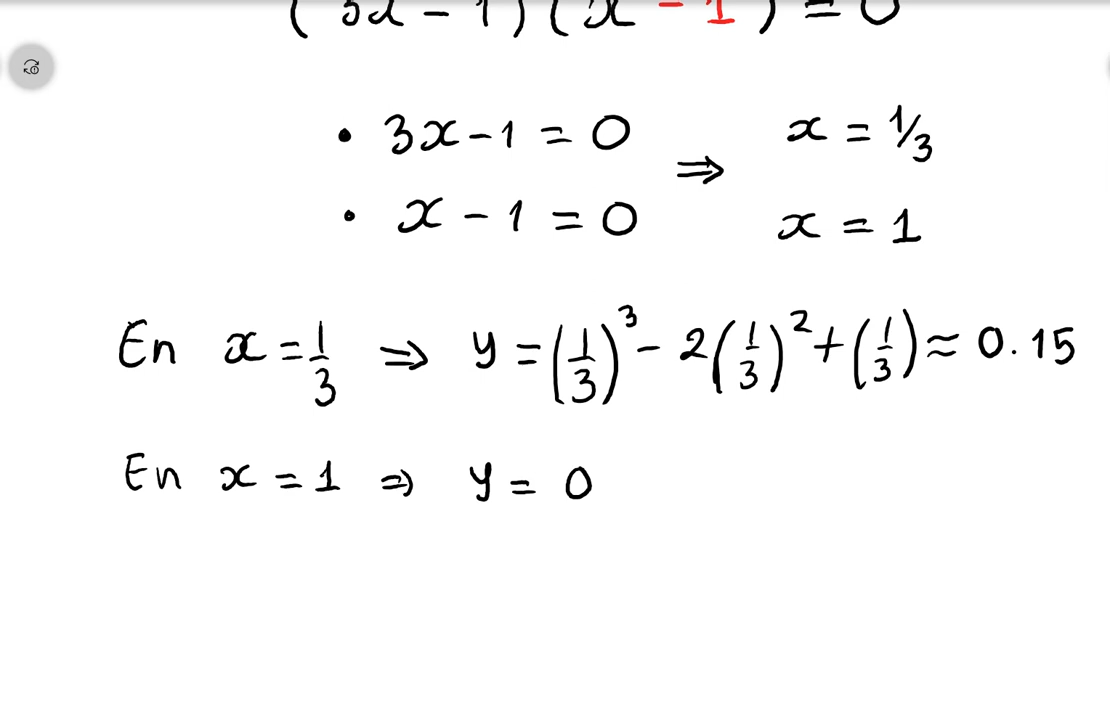 (3x - 1)(x - 1) = 0
• 3x - 1 = 0 ⇒ x = 1/3
• x - 1 = 0 x = 1
En x = 1/3 ⇒ y = (1/3)³ - 2(1/3)² + (1/3) ≈ 0.15
En x = 1 ⇒ y = 0